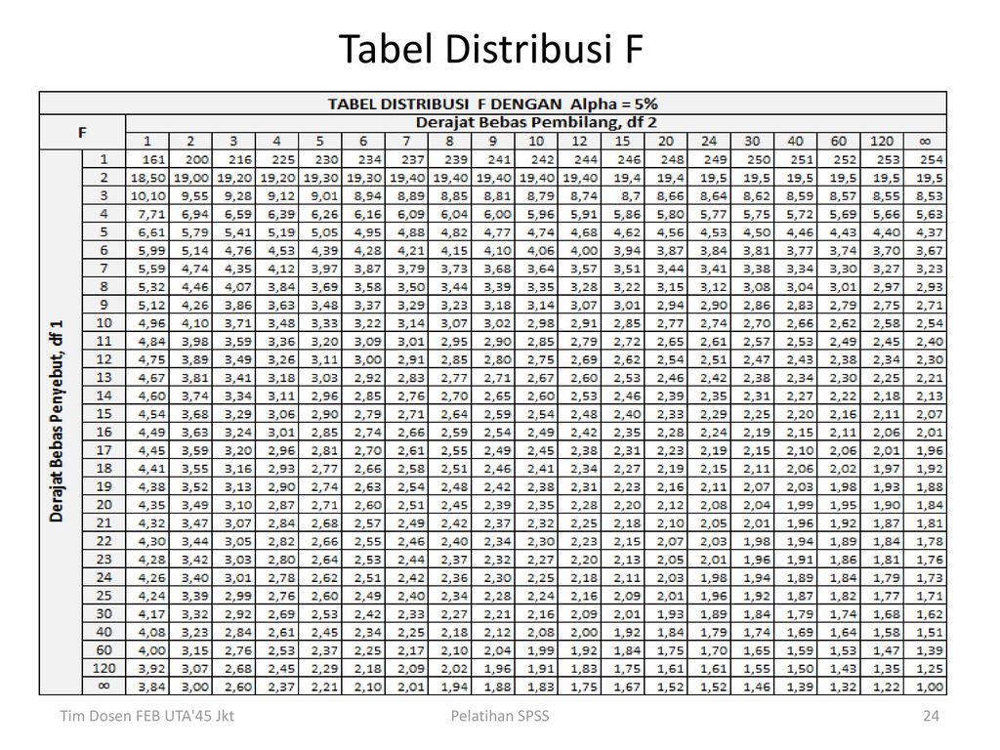 Tabel Distribusi F
TABEL DISTRIBUSI F DENGAN Alpha = 5%
F
Derajat Bebas Pembilang, df 2
1 2 3 4 5 6 7 8 9 10 12 15 20 24 30 40 60 120 ∞
Derajat Bebas Penyebut, df 1
1 161 200 216 225 230 234 237 239 241 242 244 246 248 249 250 251 252 253 254
2 18,50 19,00 19,20 19,20 19,30 19,30 19,40 19,40 19,40 19,40 19,40 19,4 19,4 19,5 19,5 19,5 19,5 19,5 19,5
3 10,10 9,55 9,28 9,12 9,01 8,94 8,89 8,85 8,81 8,79 8,74 8,7 8,66 8,64 8,62 8,59 8,57 8,55 8,53
4 7,71 6,94 6,59 6,39 6,26 6,16 6,09 6,04 6,00 5,96 5,91 5,86 5,80 5,77 5,75 5,72 5,69 5,66 5,63
5 6,61 5,79 5,41 5,19 5,05 4,95 4,88 4,82 4,77 4,74 4,68 4,62 4,56 4,53 4,50 4,46 4,43 4,40 4,37
6 5,99 5,14 4,76 4,53 4,39 4,28 4,21 4,15 4,10 4,06 4,00 3,94 3,87 3,84 3,81 3,77 3,74 3,70 3,67
7 5,59 4,74 4,35 4,12 3,97 3,87 3,79 3,73 3,68 3,64 3,57 3,51 3,44 3,41 3,38 3,34 3,30 3,27 3,23
8 5,32 4,46 4,07 3,84 3,69 3,58 3,50 3,44 3,39 3,35 3,28 3,22 3,15 3,12 3,08 3,04 3,01 2,97 2,93
9 5,12 4,26 3,86 3,63 3,48 3,37 3,29 3,23 3,18 3,14 3,07 3,01 2,94 2,90 2,86 2,83 2,79 2,75 2,71
10 4,96 4,10 3,71 3,48 3,33 3,22 3,14 3,07 3,02 2,98 2,91 2,85 2,77 2,74 2,70 2,66 2,62 2,58 2,54
11 4,84 3,98 3,59 3,36 3,20 3,09 3,01 2,95 2,90 2,85 2,79 2,72 2,65 2,61 2,57 2,53 2,49 2,45 2,40
12 4,75 3,89 3,49 3,26 3,11 3,00 2,91 2,85 2,80 2,75 2,69 2,62 2,54 2,51 2,47 2,43 2,38 2,34 2,30
13 4,67 3,81 3,41 3,18 3,03 2,92 2,83 2,77 2,71 2,67 2,60 2,53 2,46 2,42 2,38 2,34 2,30 2,25 2,21
14 4,60 3,74 3,34 3,11 2,96 2,85 2,76 2,70 2,65 2,60 2,53 2,46 2,39 2,35 2,31 2,27 2,22 2,18 2,13
15 4,54 3,68 3,29 3,06 2,90 2,79 2,71 2,64 2,59 2,54 2,48 2,40 2,33 2,29 2,25 2,20 2,16 2,11 2,07
16 4,49 3,63 3,24 3,01 2,85 2,74 2,66 2,59 2,54 2,49 2,42 2,35 2,28 2,24 2,19 2,15 2,11 2,06 2,01
17 4,45 3,59 3,20 2,96 2,81 2,70 2,61 2,55 2,49 2,45 2,38 2,31 2,23 2,19 2,15 2,10 2,06 2,01 1,96
18 4,41 3,55 3,16 2,93 2,77 2,66 2,58 2,51 2,46 2,41 2,34 2,27 2,19 2,15 2,11 2,06 2,02 1,97 1,92
19 4,38 3,52 3,13 2,90 2,74 2,63 2,54 2,48 2,42 2,38 2,31 2,23 2,16 2,11 2,07 2,03 1,98 1,93 1,88
20 4,35 3,49 3,10 2,87 2,71 2,60 2,51 2,45 2,39 2,35 2,28 2,20 2,12 2,08 2,04 1,99 1,95 1,90 1,84
21 4,32 3,47 3,07 2,84 2,68 2,57 2,49 2,42 2,37 2,32 2,25 2,18 2,10 2,05 2,01 1,96 1,92 1,87 1,81
22 4,30 3,44 3,05 2,82 2,66 2,55 2,46 2,40 2,34 2,30 2,23 2,15 2,07 2,03 1,98 1,94 1,89 1,84 1,78
23 4,28 3,42 3,03 2,80 2,64 2,53 2,44 2,37 2,32 2,27 2,20 2,13 2,05 2,01 1,96 1,91 1,86 1,81 1,76
24 4,26 3,40 3,01 2,78 2,62 2,51 2,42 2,36 2,30 2,25 2,18 2,11 2,03 1,98 1,94 1,89 1,84 1,79 1,73
25 4,24 3,39 2,99 2,76 2,60 2,49 2,40 2,34 2,28 2,24 2,16 2,09 2,01 1,96 1,92 1,87 1,82 1,77 1,71
30 4,17 3,32 2,92 2,69 2,53 2,42 2,33 2,27 2,21 2,16 2,09 2,01 1,93 1,89 1,84 1,79 1,74 1,68 1,62
40 4,08 3,23 2,84 2,61 2,45 2,34 2,25 2,18 2,12 2,08 2,00 1,92 1,84 1,79 1,74 1,69 1,64 1,58 1,51
60 4,00 3,15 2,76 2,53 2,37 2,25 2,17 2,10 2,04 1,99 1,92 1,84 1,75 1,70 1,65 1,59 1,53 1,47 1,39
120 3,92 3,07 2,68 2,45 2,29 2,18 2,09 2,02 1,96 1,91 1,83 1,75 1,61 1,61 1,55 1,50 1,43 1,35 1,25
∞ 3,84 3,00 2,60 2,37 2,21 2,10 2,01 1,94 1,88 1,83 1,75 1,67 1,52 1,52 1,46 1,39 1,32 1,22 1,00
Tim Dosen FEB UTA'45 Jkt
Pelatihan SPSS
24